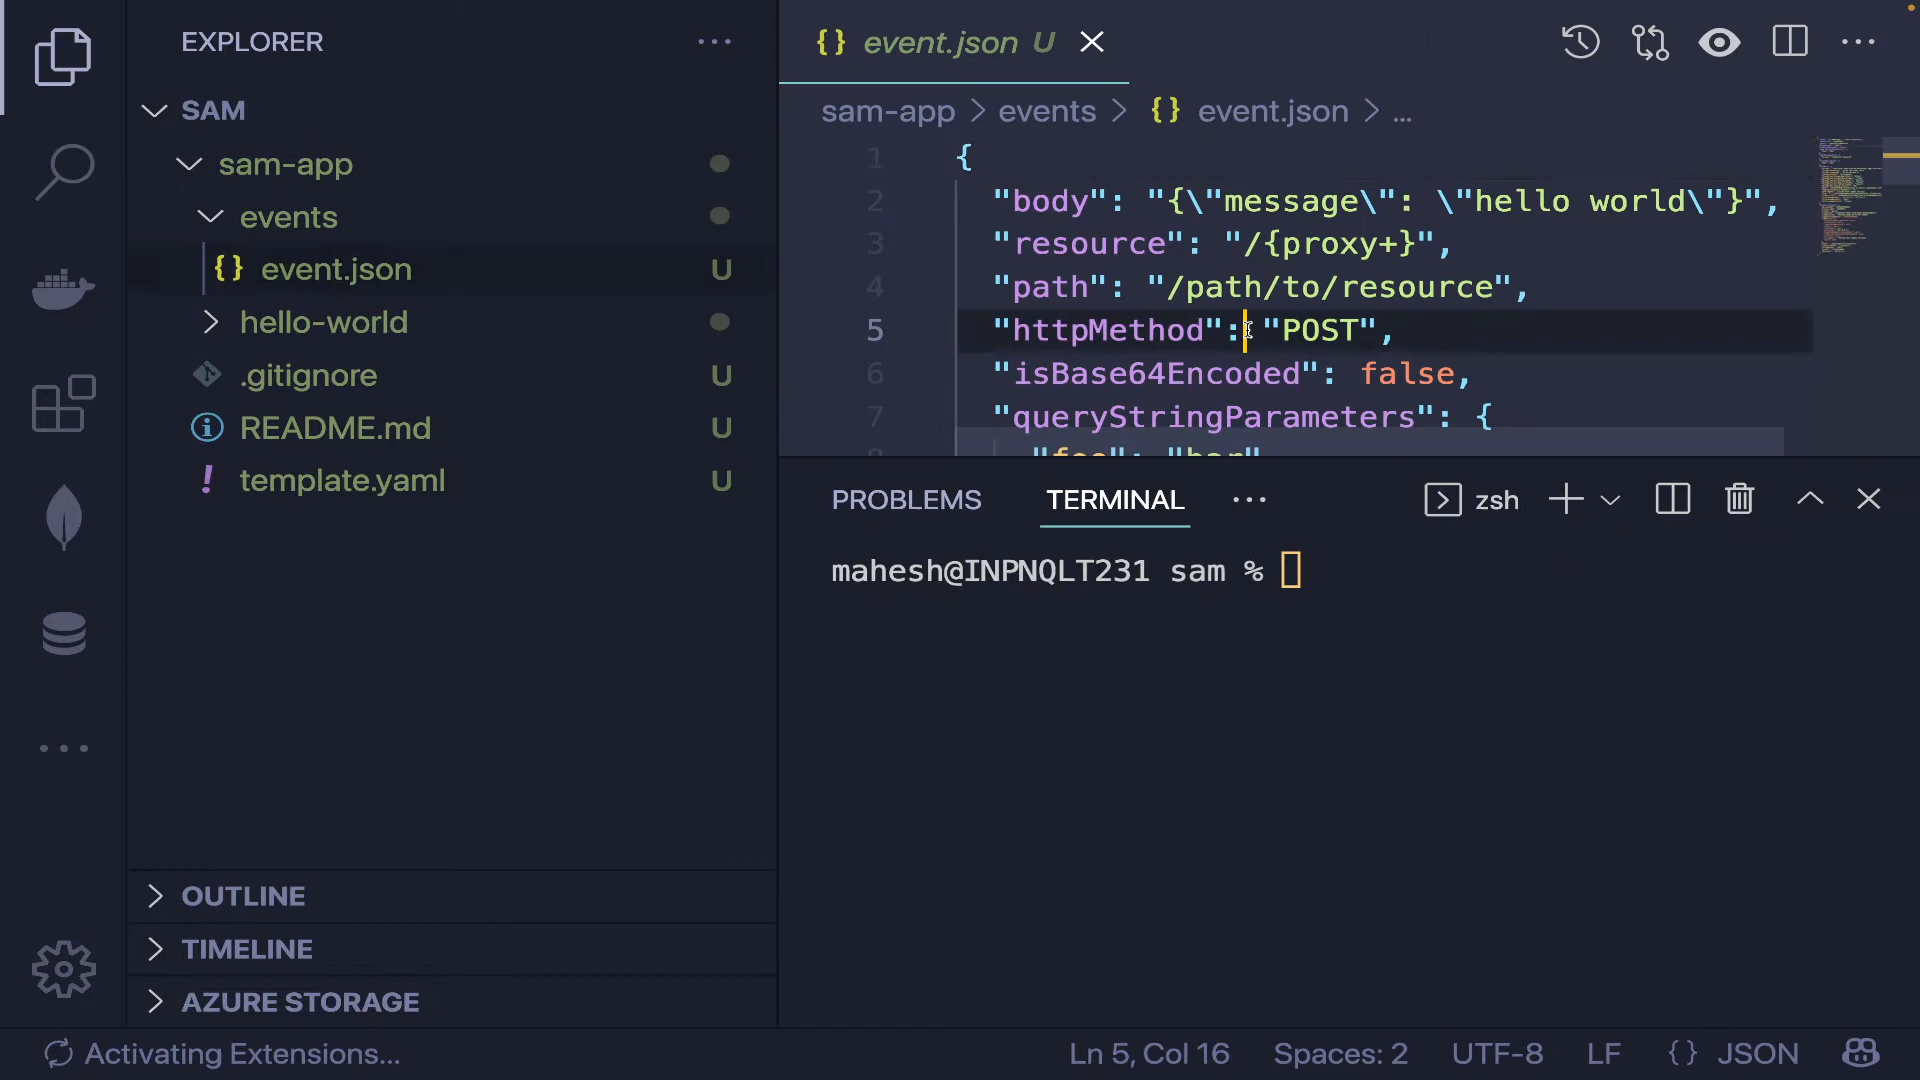 EXPLORER
SAM
sam-app
events
{} event.json U
hello-world
.gitignore U
README.md U
! template.yaml U
OUTLINE
TIMELINE
AZURE STORAGE
{} event.json U
sam-app > events > {} event.json > ...
1 {
2 "body": "{\"message\": \"hello world\"}",
3 "resource": "/{proxy+}",
4 "path": "/path/to/resource",
5 "httpMethod": "POST",
6 "isBase64Encoded": false,
7 "queryStringParameters": {
8 "foo": "bar"
PROBLEMS TERMINAL ... zsh
mahesh@INPNQLT231 sam %
Activating Extensions... Ln 5, Col 16 Spaces: 2 UTF-8 LF {} JSON